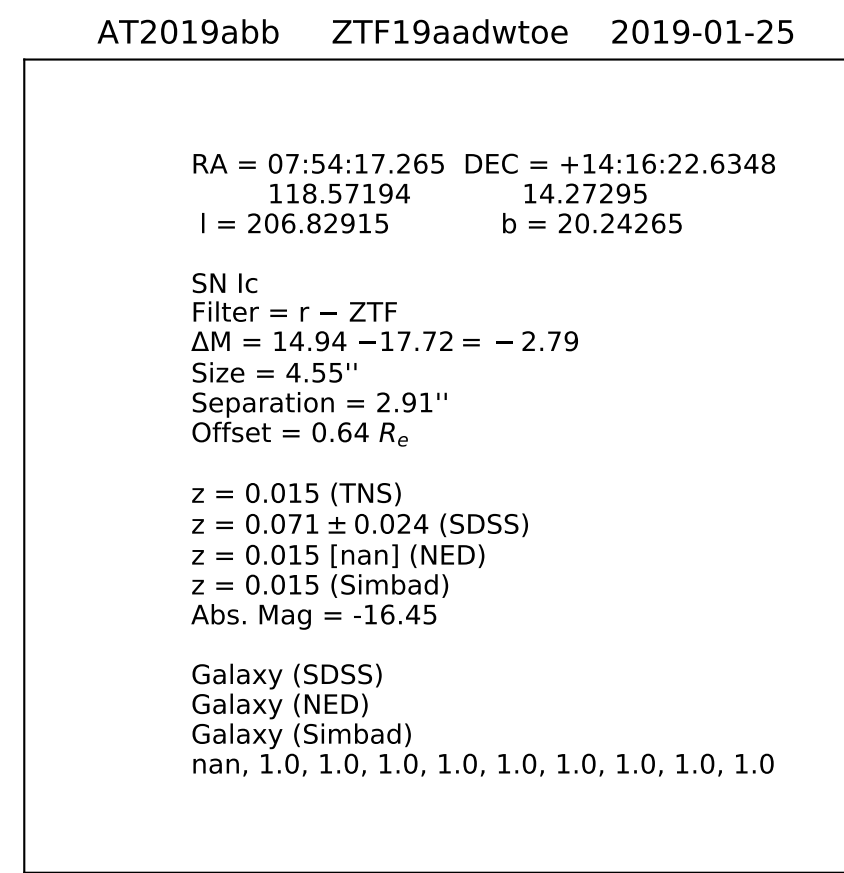 AT2019abb ZTF19aadwtoe 2019-01-25
RA = 07:54:17.265 DEC = +14:16:22.6348
118.57194 14.27295
l = 206.82915 b = 20.24265
SN Ic
Filter = r − ZTF
ΔM = 14.94 −17.72 = − 2.79
Size = 4.55''
Separation = 2.91''
Offset = 0.64 Rₑ
z = 0.015 (TNS)
z = 0.071 ± 0.024 (SDSS)
z = 0.015 [nan] (NED)
z = 0.015 (Simbad)
Abs. Mag = -16.45
Galaxy (SDSS)
Galaxy (NED)
Galaxy (Simbad)
nan, 1.0, 1.0, 1.0, 1.0, 1.0, 1.0, 1.0, 1.0, 1.0